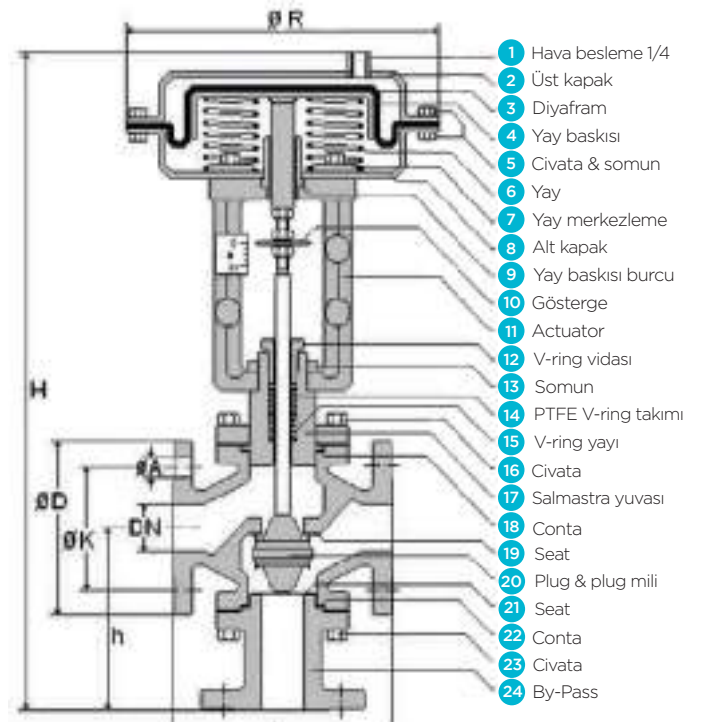 Ø R
1 Hava besleme 1/4
2 Üst kapak
3 Diyafram
4 Yay baskısı
5 Civata & somun
6 Yay
7 Yay merkezleme
8 Alt kapak
9 Yay baskısı burcu
10 Gösterge
11 Actuator
12 V-ring vidası
13 Somun
14 PTFE V-ring takımı
15 V-ring yayı
16 Civata
17 Salmastra yuvası
18 Conta
19 Seat
20 Plug & plug mili
21 Seat
22 Conta
23 Civata
24 By-Pass
H
ØA
ØD
DN
ØK
h